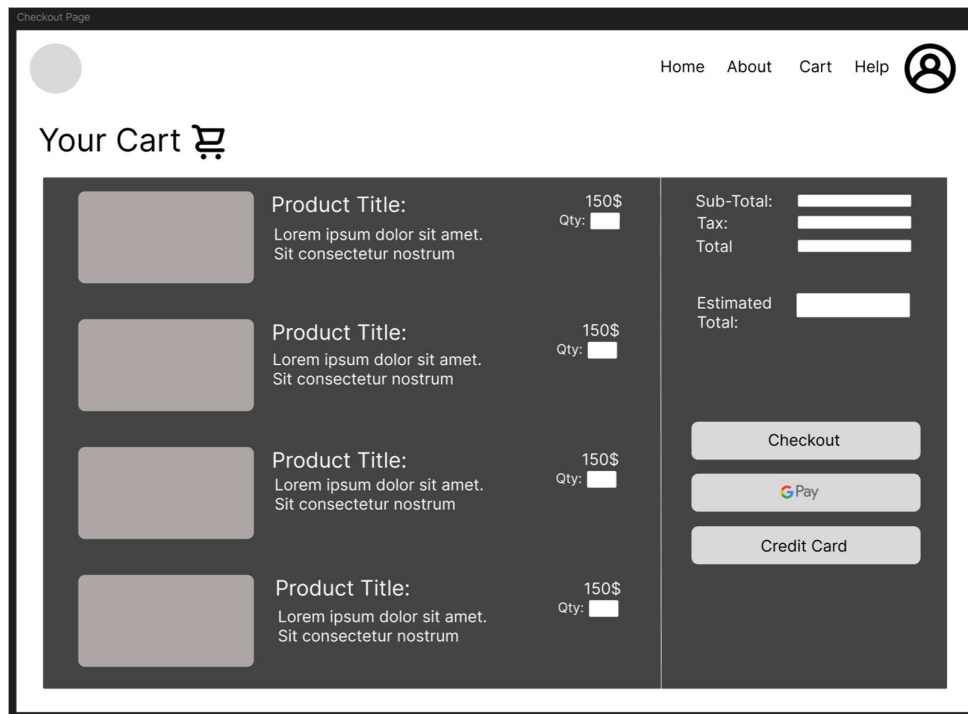 Checkout Page
Home About Cart Help
Your Cart
Product Title:
150$
Lorem ipsum dolor sit amet.
Sit consectetur nostrum
Qty:
Product Title:
150$
Lorem ipsum dolor sit amet.
Sit consectetur nostrum
Qty:
Product Title:
150$
Lorem ipsum dolor sit amet.
Sit consectetur nostrum
Qty:
Product Title:
150$
Lorem ipsum dolor sit amet.
Sit consectetur nostrum
Qty:
Sub-Total:
Tax:
Total
Estimated
Total:
Checkout
G Pay
Credit Card